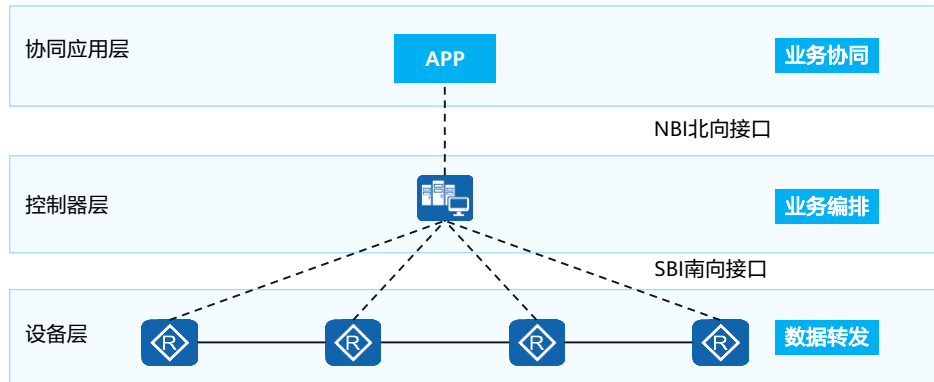 协同应用层
APP
业务协同
NBI北向接口
控制器层
业务编排
SBI南向接口
设备层
R
R
R
R
数据转发